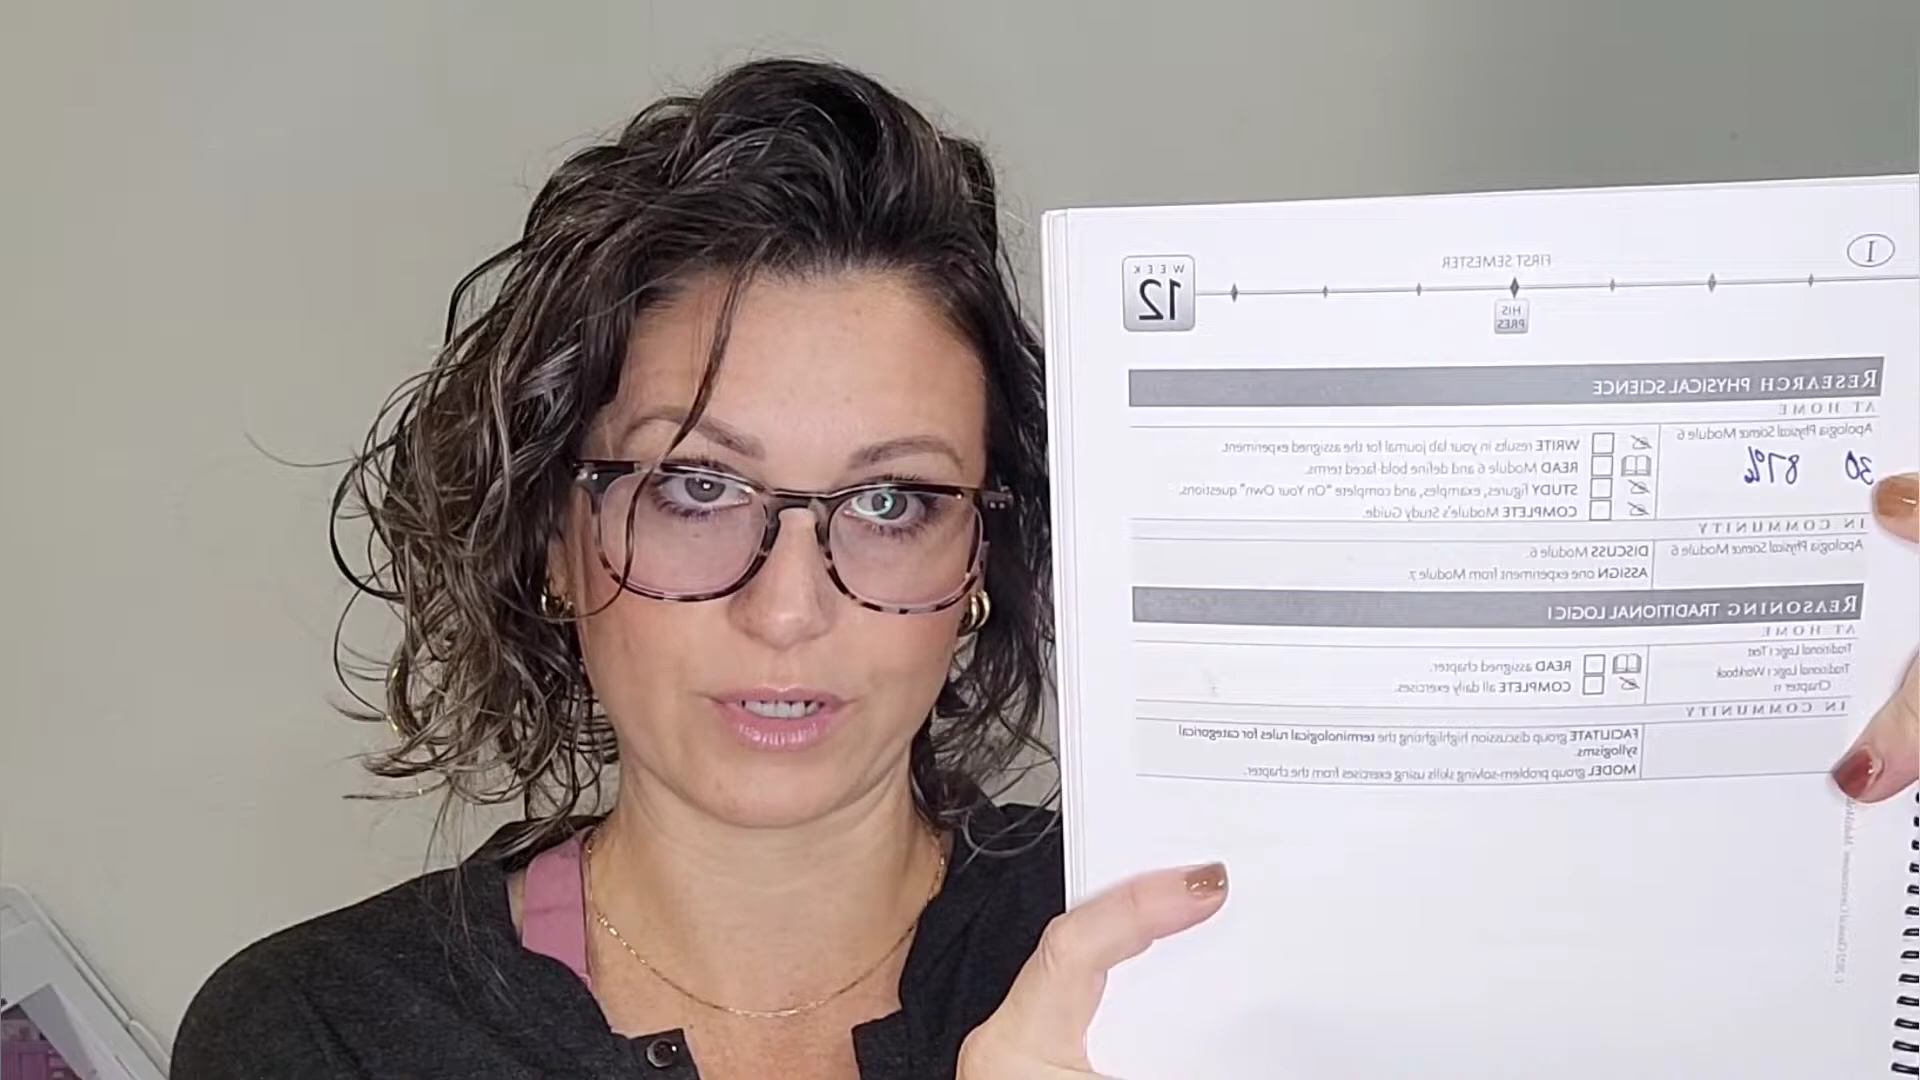 I
FIRST SEMESTER
WEEK
12
HIS
PRES
RESEARCH PHYSICAL SCIENCE
AT HOME
Apologia Physical Science Module 6
30 87%
WRITE results in your lab journal for the assigned experiment.
READ Module 6 and define bold-faced terms.
STUDY figures, examples, and complete "On Your Own" questions.
COMPLETE Module's Study Guide.
IN COMMUNITY
Apologia Physical Science Module 6
DISCUSS Module 6.
ASSIGN one experiment from Module 7.
REASONING TRADITIONAL LOGIC I
AT HOME
Traditional Logic I Text
Traditional Logic I Workbook
Chapter 11
READ assigned chapter.
COMPLETE all daily exercises.
IN COMMUNITY
FACILITATE group discussion highlighting the terminological rules for categorical
syllogisms.
MODEL group problem-solving skills using exercises from the chapter.